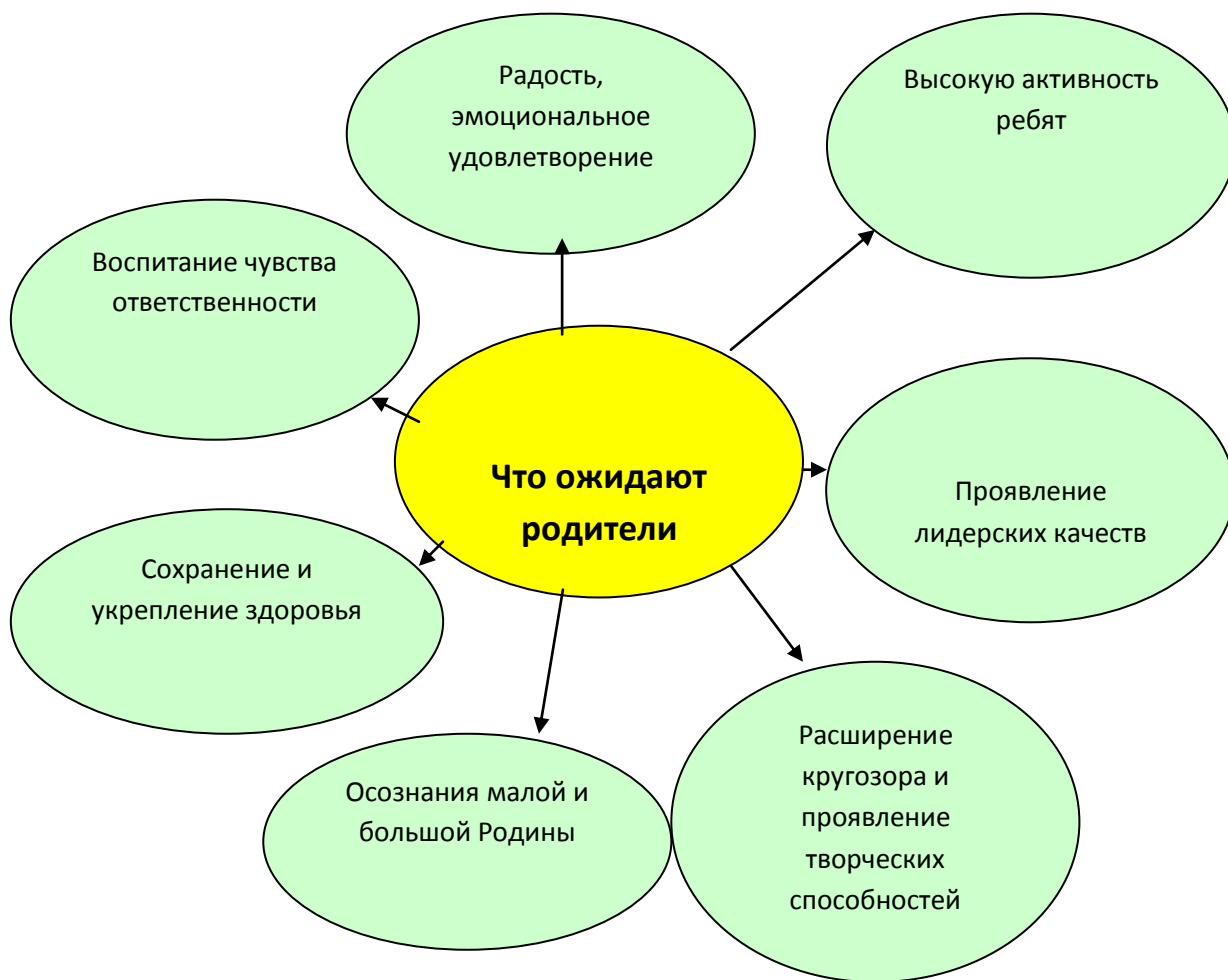 Радость,
эмоциональное
удовлетворение
Высокую активность
ребят
Воспитание чувства
ответственности
Что ожидают
родители
Проявление
лидерских качеств
Сохранение и
укрепление здоровья
Расширение
кругозора и
проявление
творческих
способностей
Осознания малой и
большой Родины